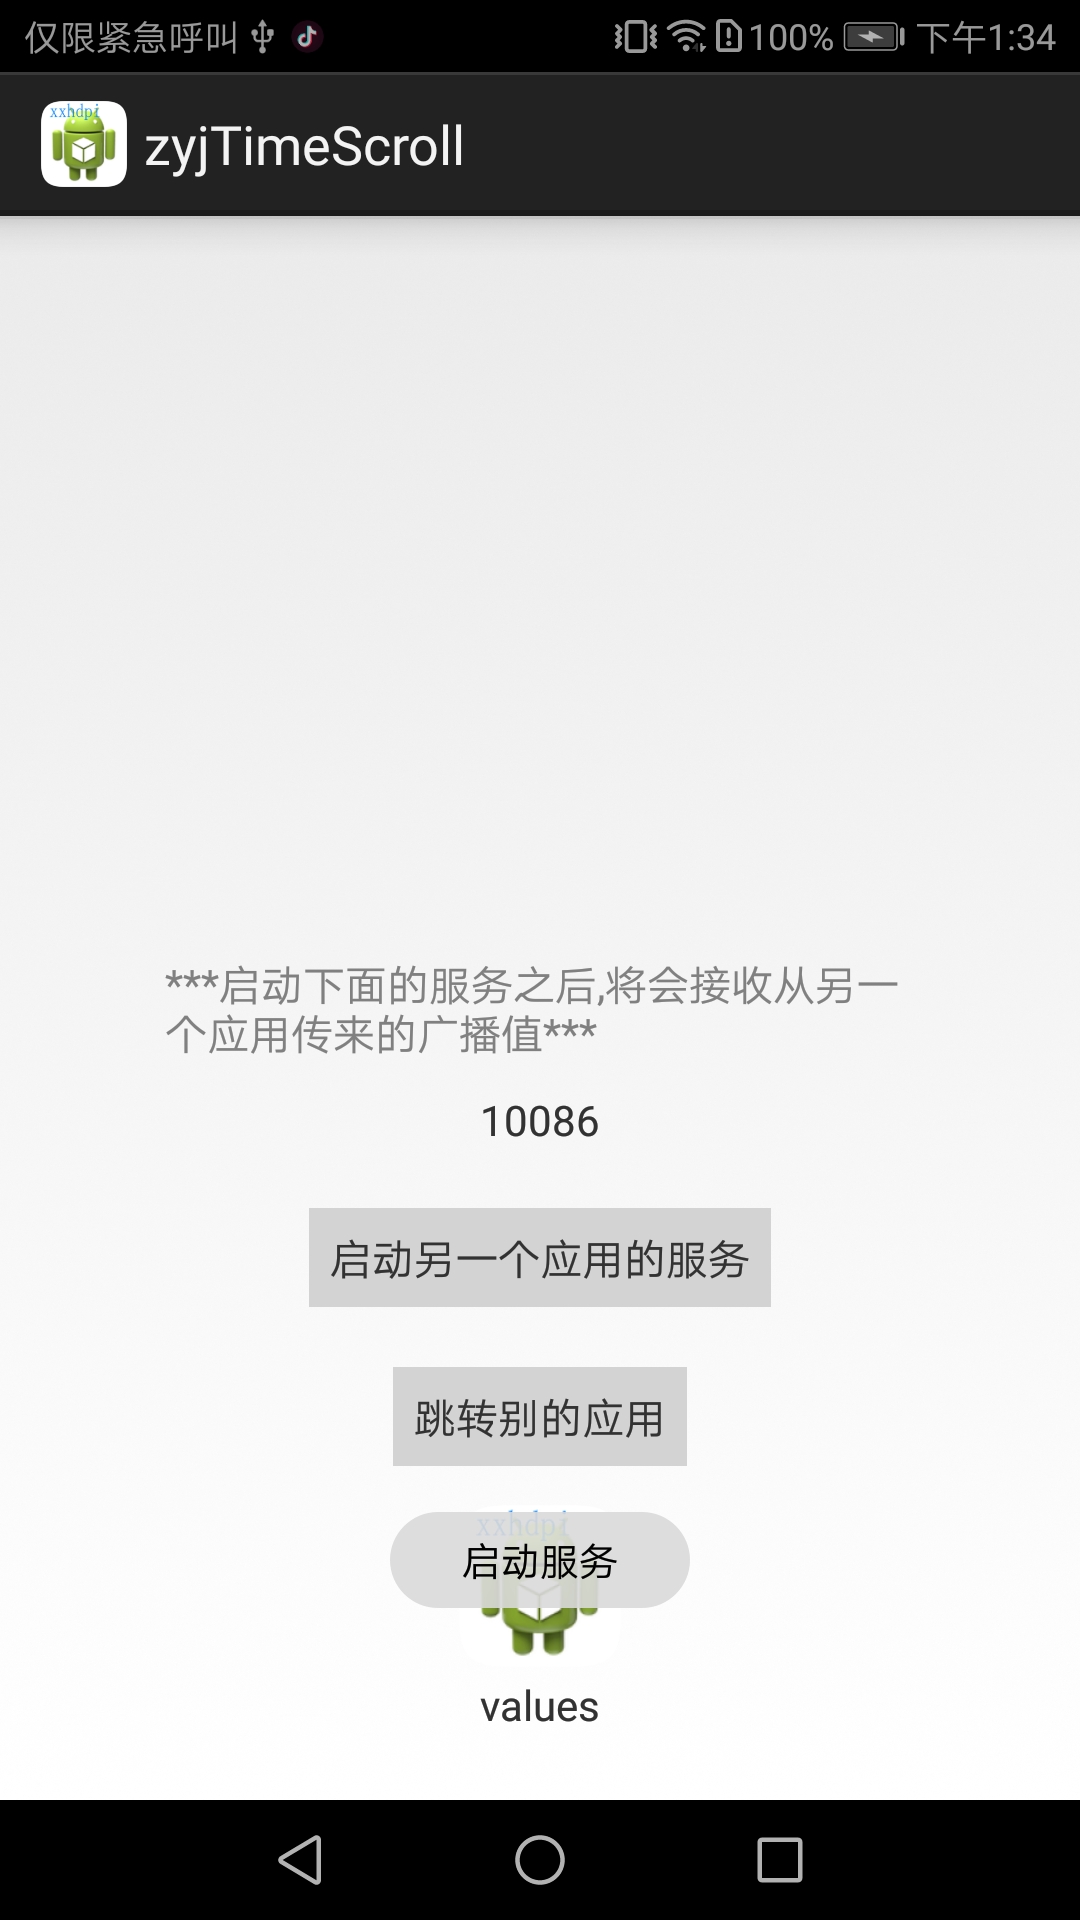 仅限紧急呼叫 100% 下午1:34
xxhdpi
zyjTimeScroll
***启动下面的服务之后,将会接收从另一
个应用传来的广播值***
10086
启动另一个应用的服务
跳转别的应用
xxhdpi
启动服务
values